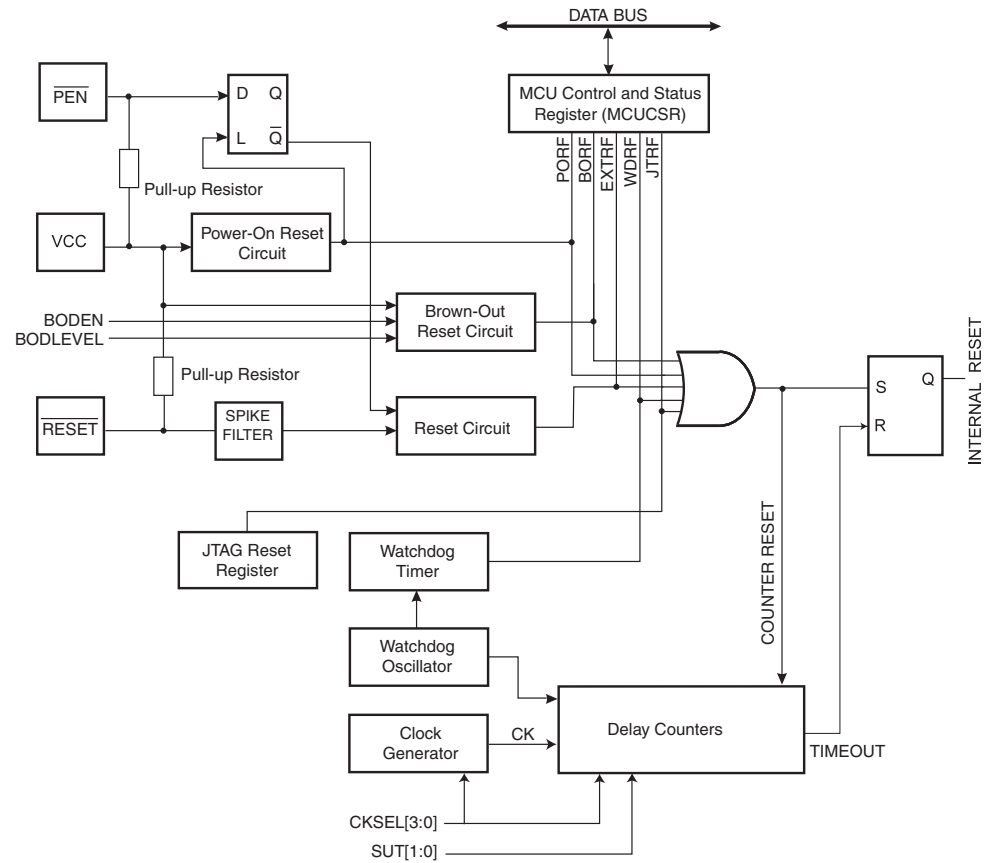 DATA BUS
MCU Control and Status
Register (MCUCSR)
PEN
D Q
L Q
PORF
BORF
EXTRF
WDRF
JTRF
Pull-up Resistor
VCC
Power-On Reset
Circuit
BODEN
BODLEVEL
Brown-Out
Reset Circuit
Pull-up Resistor
RESET
SPIKE
FILTER
Reset Circuit
S
Q
R
INTERNAL RESET
JTAG Reset
Register
Watchdog
Timer
COUNTER RESET
Watchdog
Oscillator
Clock
Generator
CK
Delay Counters
TIMEOUT
CKSEL[3:0]
SUT[1:0]